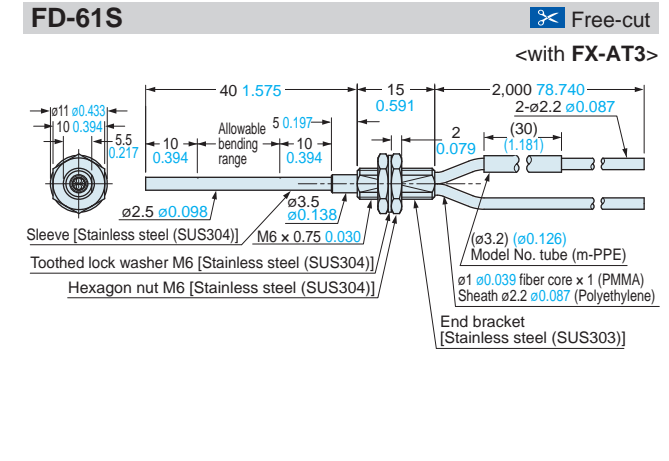 FD-61S
Free-cut
<with FX-AT3>
40 1.575
15
0.591
2,000 78.740
2-ø2.2 ø0.087
ø11 ø0.433
10 0.394
5.5
0.217
10
0.394
Allowable
bending
range
5 0.197
10
0.394
2
0.079
(30)
(1.181)
ø2.5 ø0.098
ø3.5
ø0.138
Sleeve [Stainless steel (SUS304)]
M6 × 0.75 0.030
Toothed lock washer M6 [Stainless steel (SUS304)]
Hexagon nut M6 [Stainless steel (SUS304)]
(ø3.2) (ø0.126)
Model No. tube (m-PPE)
ø1 ø0.039 fiber core × 1 (PMMA)
Sheath ø2.2 ø0.087 (Polyethylene)
End bracket
[Stainless steel (SUS303)]